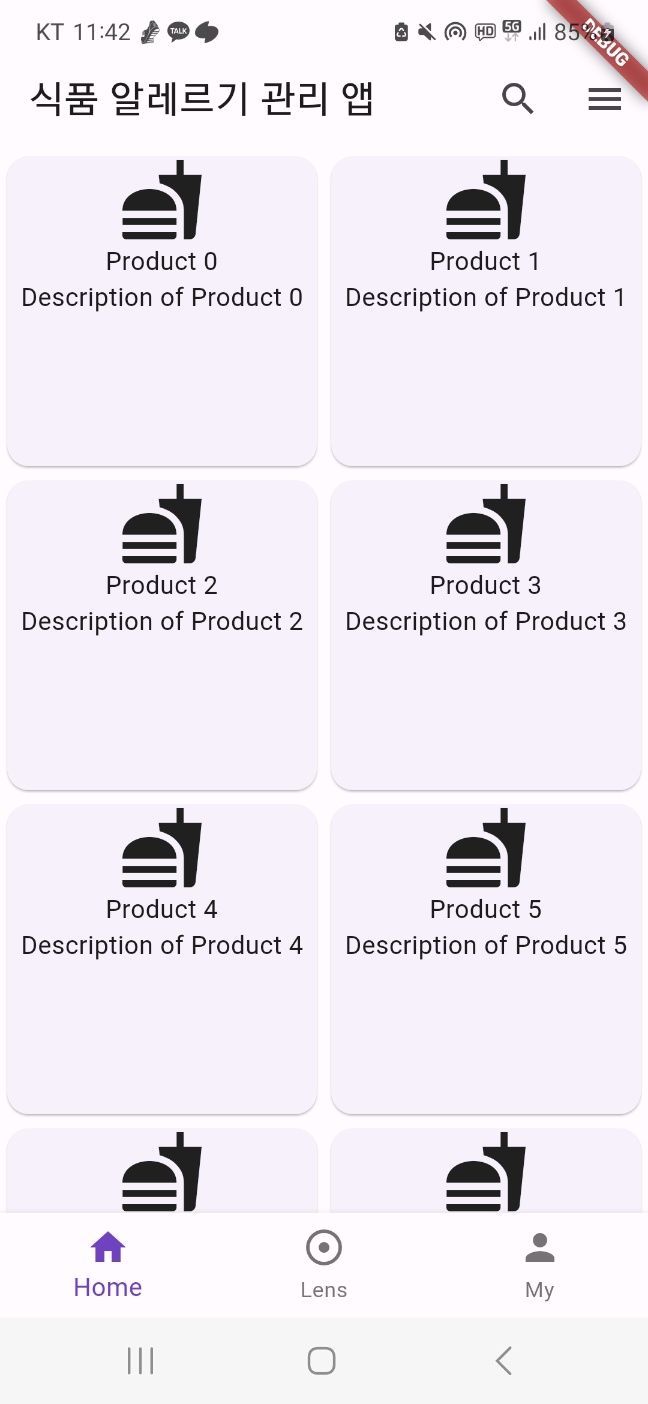 KT 11:42 TALK HD 5G 85%
DEBUG
식품 알레르기 관리 앱
Product 0
Description of Product 0
Product 1
Description of Product 1
Product 2
Description of Product 2
Product 3
Description of Product 3
Product 4
Description of Product 4
Product 5
Description of Product 5
Home
Lens
My